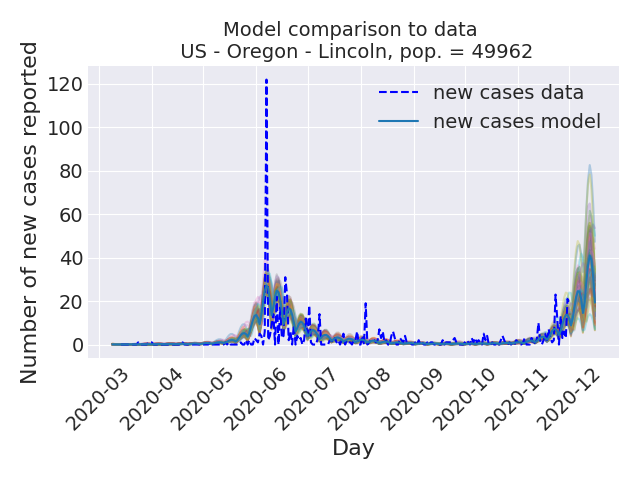 Model comparison to data
US - Oregon - Lincoln, pop. = 49962
Number of new cases reported
120
100
80
60
40
20
0
new cases data
new cases model
2020-03
2020-04
2020-05
2020-06
2020-07
2020-08
2020-09
2020-10
2020-11
2020-12
Day